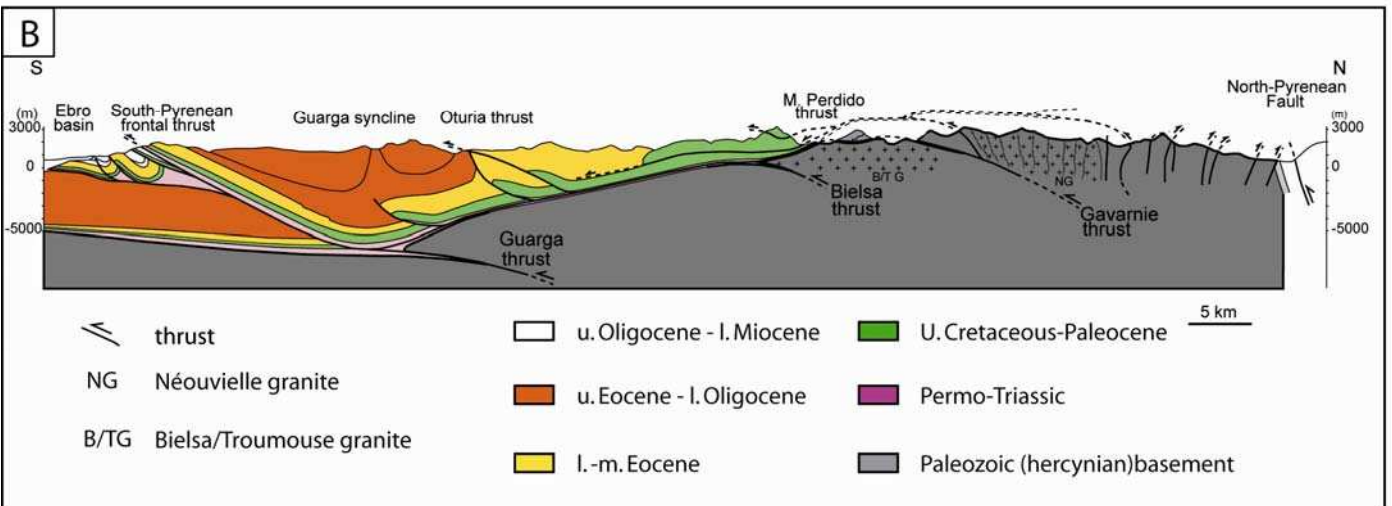 B
S
N
(m)
3000
0
-5000
Ebro
basin
South-Pyrenean
frontal thrust
Guarga syncline
Oturia thrust
M. Perdido
thrust
North-Pyrenean
Fault
(m)
3000
0
-5000
B/T G
NG
Bielsa
thrust
Gavarnie
thrust
Guarga
thrust
5 km
thrust
NG Néouvielle granite
B/TG Bielsa/Troumouse granite
u. Oligocene - l. Miocene
u. Eocene - l. Oligocene
l.-m. Eocene
U. Cretaceous-Paleocene
Permo-Triassic
Paleozoic (hercynian)basement